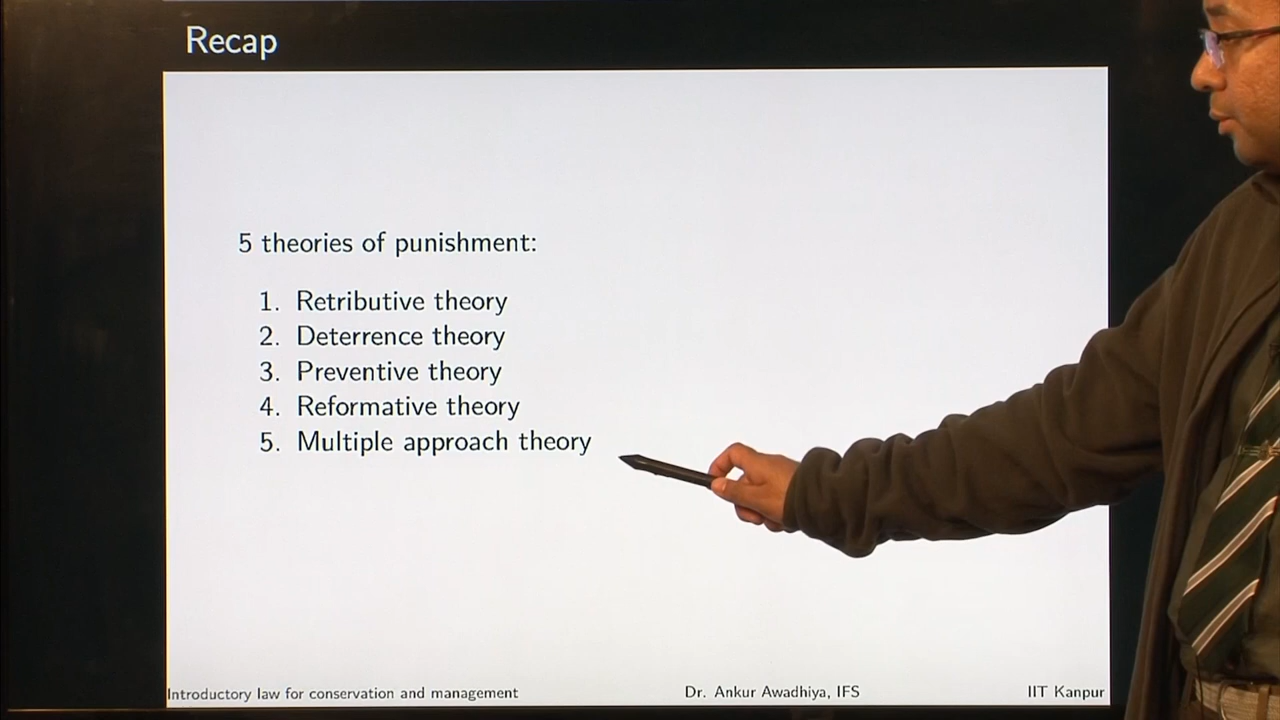 Recap
5 theories of punishment:
1. Retributive theory
2. Deterrence theory
3. Preventive theory
4. Reformative theory
5. Multiple approach theory
Introductory law for conservation and management Dr. Ankur Awadhiya, IFS IIT Kanpur